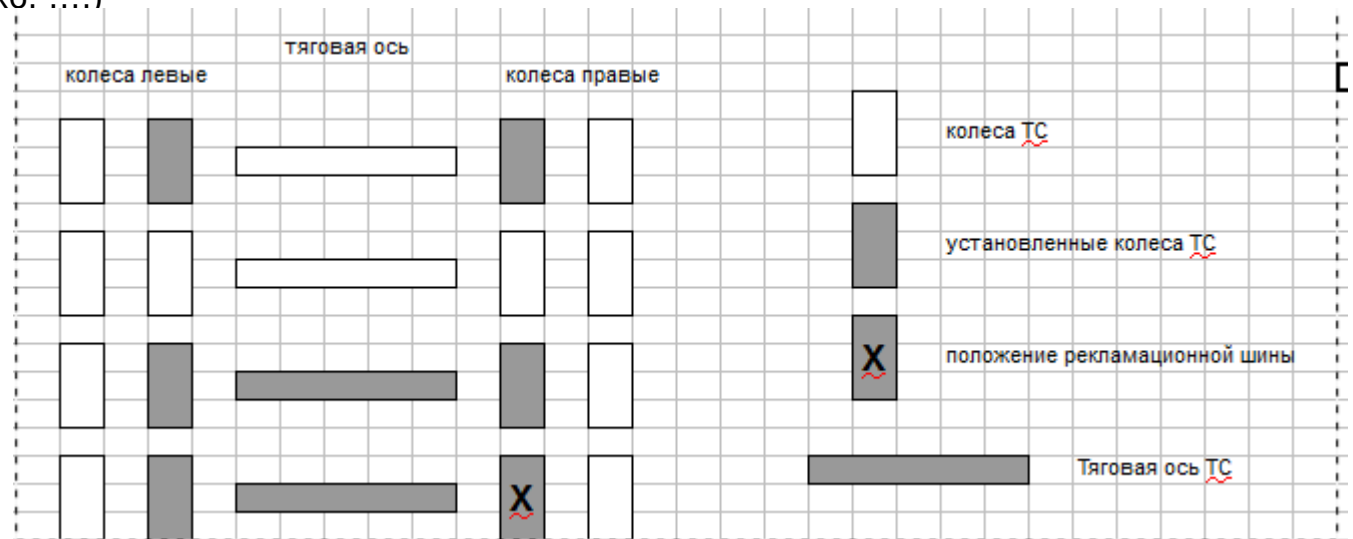 тяговая ось
колеса левые
колеса правые
колеса ТС
установленные колеса ТС
X
положение рекламационной шины
Тяговая ось ТС
X